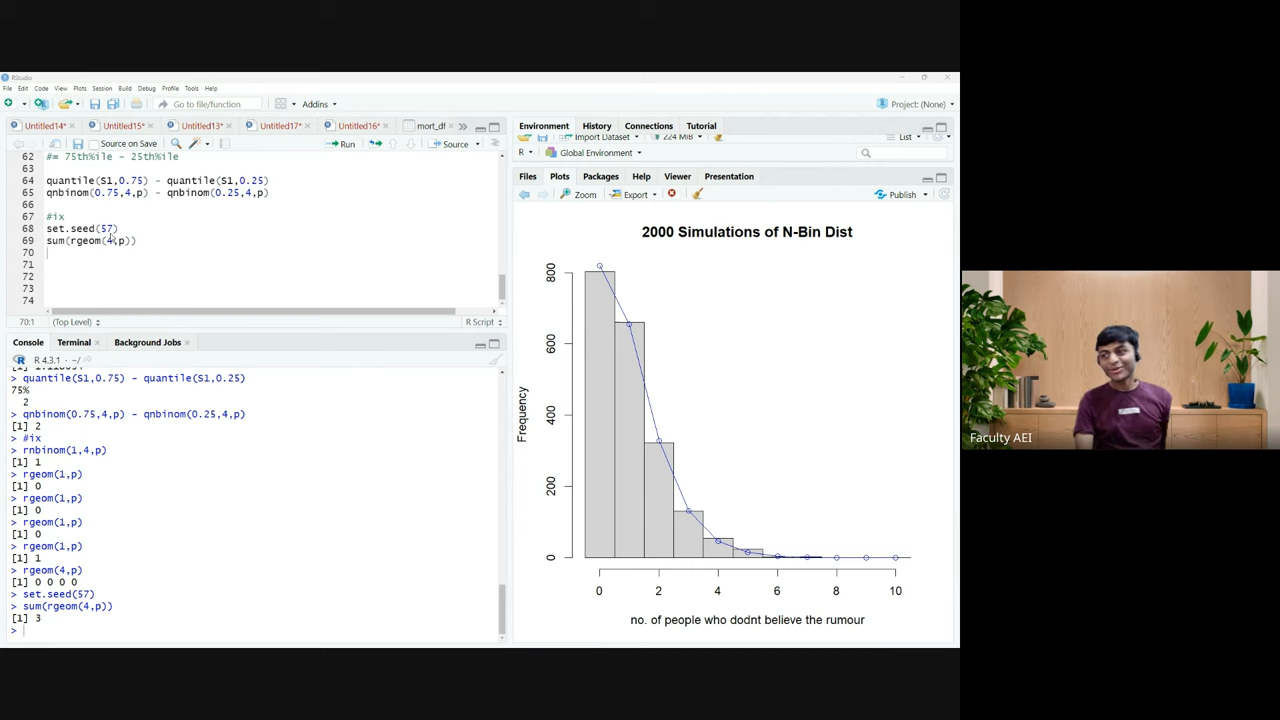 RStudio
File Edit Code View Plots Session Build Debug Profile Tools Help
Go to file/function
Addins
Project: (None)
Untitled14* Untitled15* Untitled13* Untitled17* Untitled16* mort_df
Source on Save
Run
Source
62 #= 75th%ile - 25th%ile
63
64 quantile(S1,0.75) - quantile(S1,0.25)
65 qnbinom(0.75,4,p) - qnbinom(0.25,4,p)
66
67 #ix
68 set.seed(57)
69 sum(rgeom(4,p))
70
71
72
73
74
70:1 (Top Level)
R Script
Console Terminal Background Jobs
R 4.3.1 · ~/
> quantile(S1,0.75) - quantile(S1,0.25)
75%
2
> qnbinom(0.75,4,p) - qnbinom(0.25,4,p)
[1] 2
> #ix
> rnbinom(1,4,p)
[1] 1
> rgeom(1,p)
[1] 0
> rgeom(1,p)
[1] 0
> rgeom(1,p)
[1] 0
> rgeom(1,p)
[1] 1
> rgeom(4,p)
[1] 0 0 0 0
> set.seed(57)
> sum(rgeom(4,p))
[1] 3
>
Environment History Connections Tutorial
Import Dataset 224 MiB List
R Global Environment
Files Plots Packages Help Viewer Presentation
Zoom Export Publish
2000 Simulations of N-Bin Dist
Frequency
800
600
400
200
0
0 2 4 6 8 10
no. of people who dodnt believe the rumour
Faculty AEI